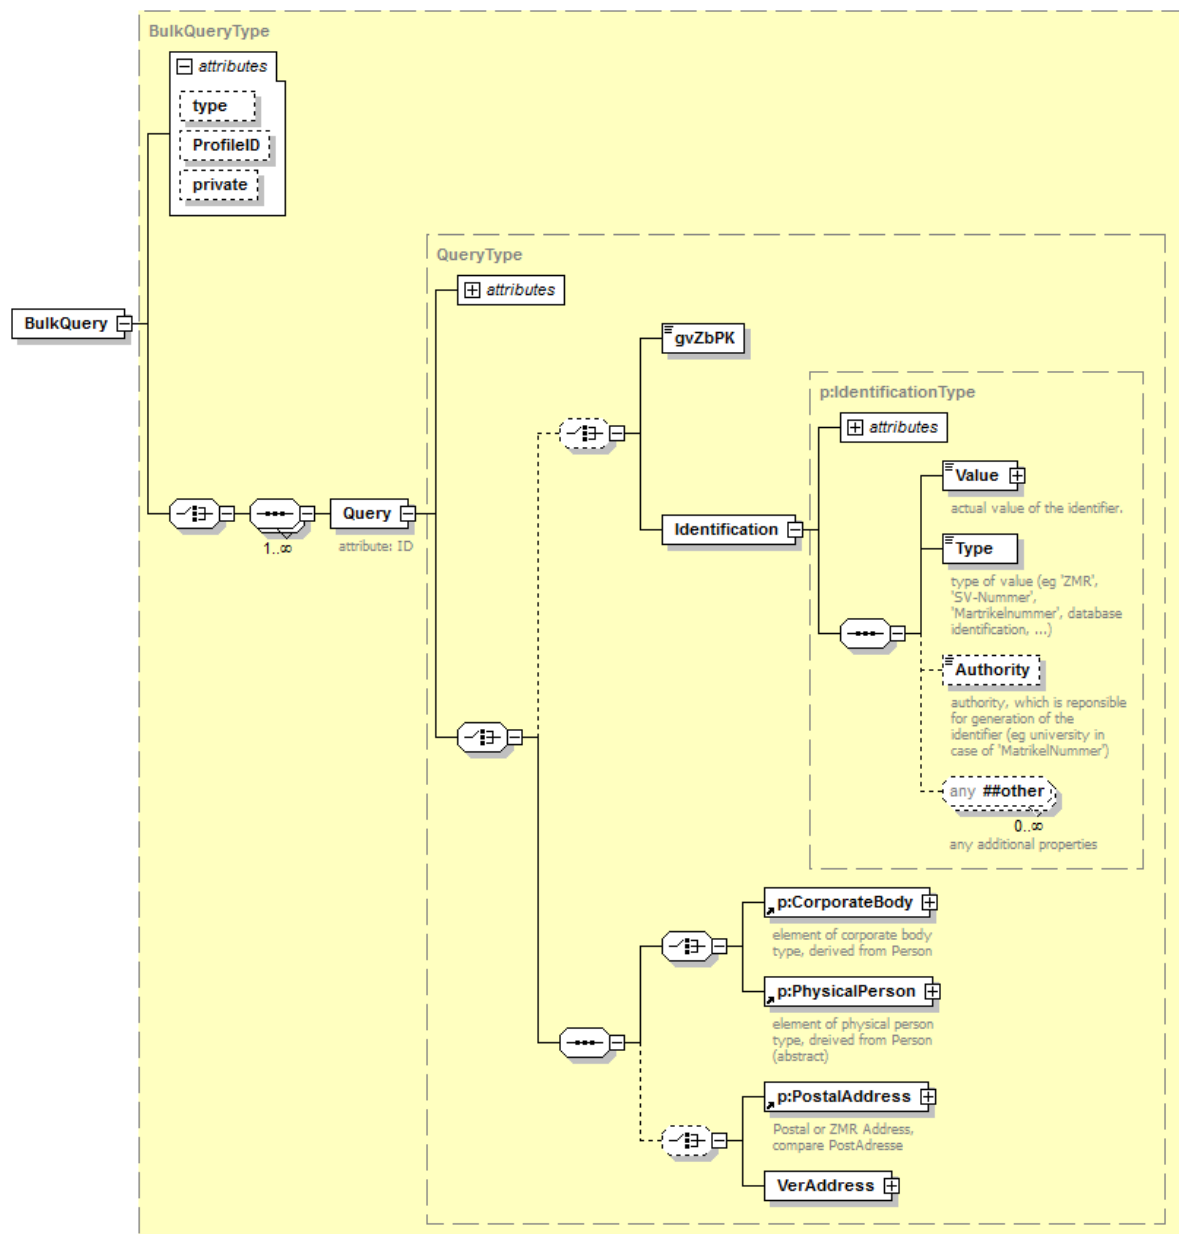 BulkQueryType
attributes
type
ProfileID
private
QueryType
attributes
BulkQuery
gvZbPK
p:IdentificationType
attributes
Value
actual value of the identifier.
Query
1..∞
attribute: ID
Identification
Type
type of value (eg 'ZMR',
'SV-Nummer',
'Martrikelnummer', database
identification, ...)
Authority
authority, which is reponsible
for generation of the
identifier (eg university in
case of 'MatrikelNummer')
any ##other
0..∞
any additional properties
p:CorporateBody
element of corporate body
type, derived from Person
p:PhysicalPerson
element of physical person
type, dreived from Person
(abstract)
p:PostalAddress
Postal or ZMR Address,
compare PostAdresse
VerAddress